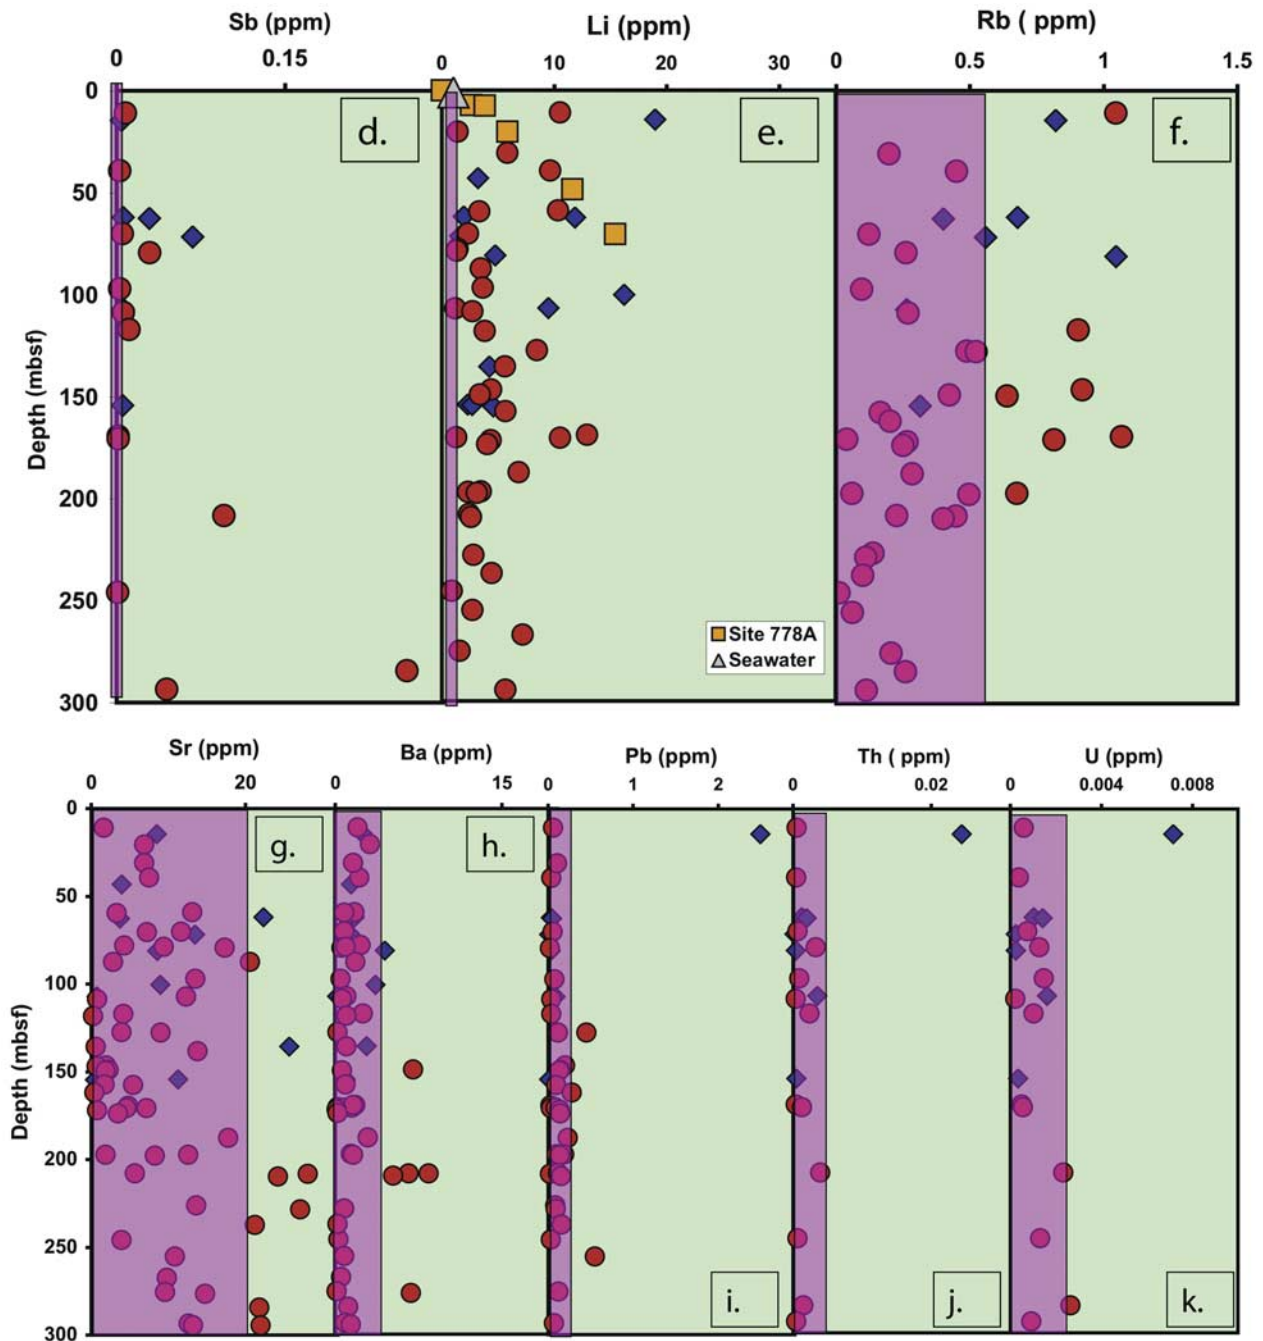 Sb (ppm) Li (ppm) Rb ( ppm)
0 0.15 0 10 20 30 0 0.5 1 1.5
0
d. e. f.
50
100
150
Depth (mbsf)
200
250
Site 778A
Seawater
300
Sr (ppm) Ba (ppm) Pb (ppm) Th ( ppm) U (ppm)
0 20 0 15 0 1 2 0 0.02 0 0.004 0.008
0
g. h.
50
100
150
Depth (mbsf)
200
250
i. j. k.
300